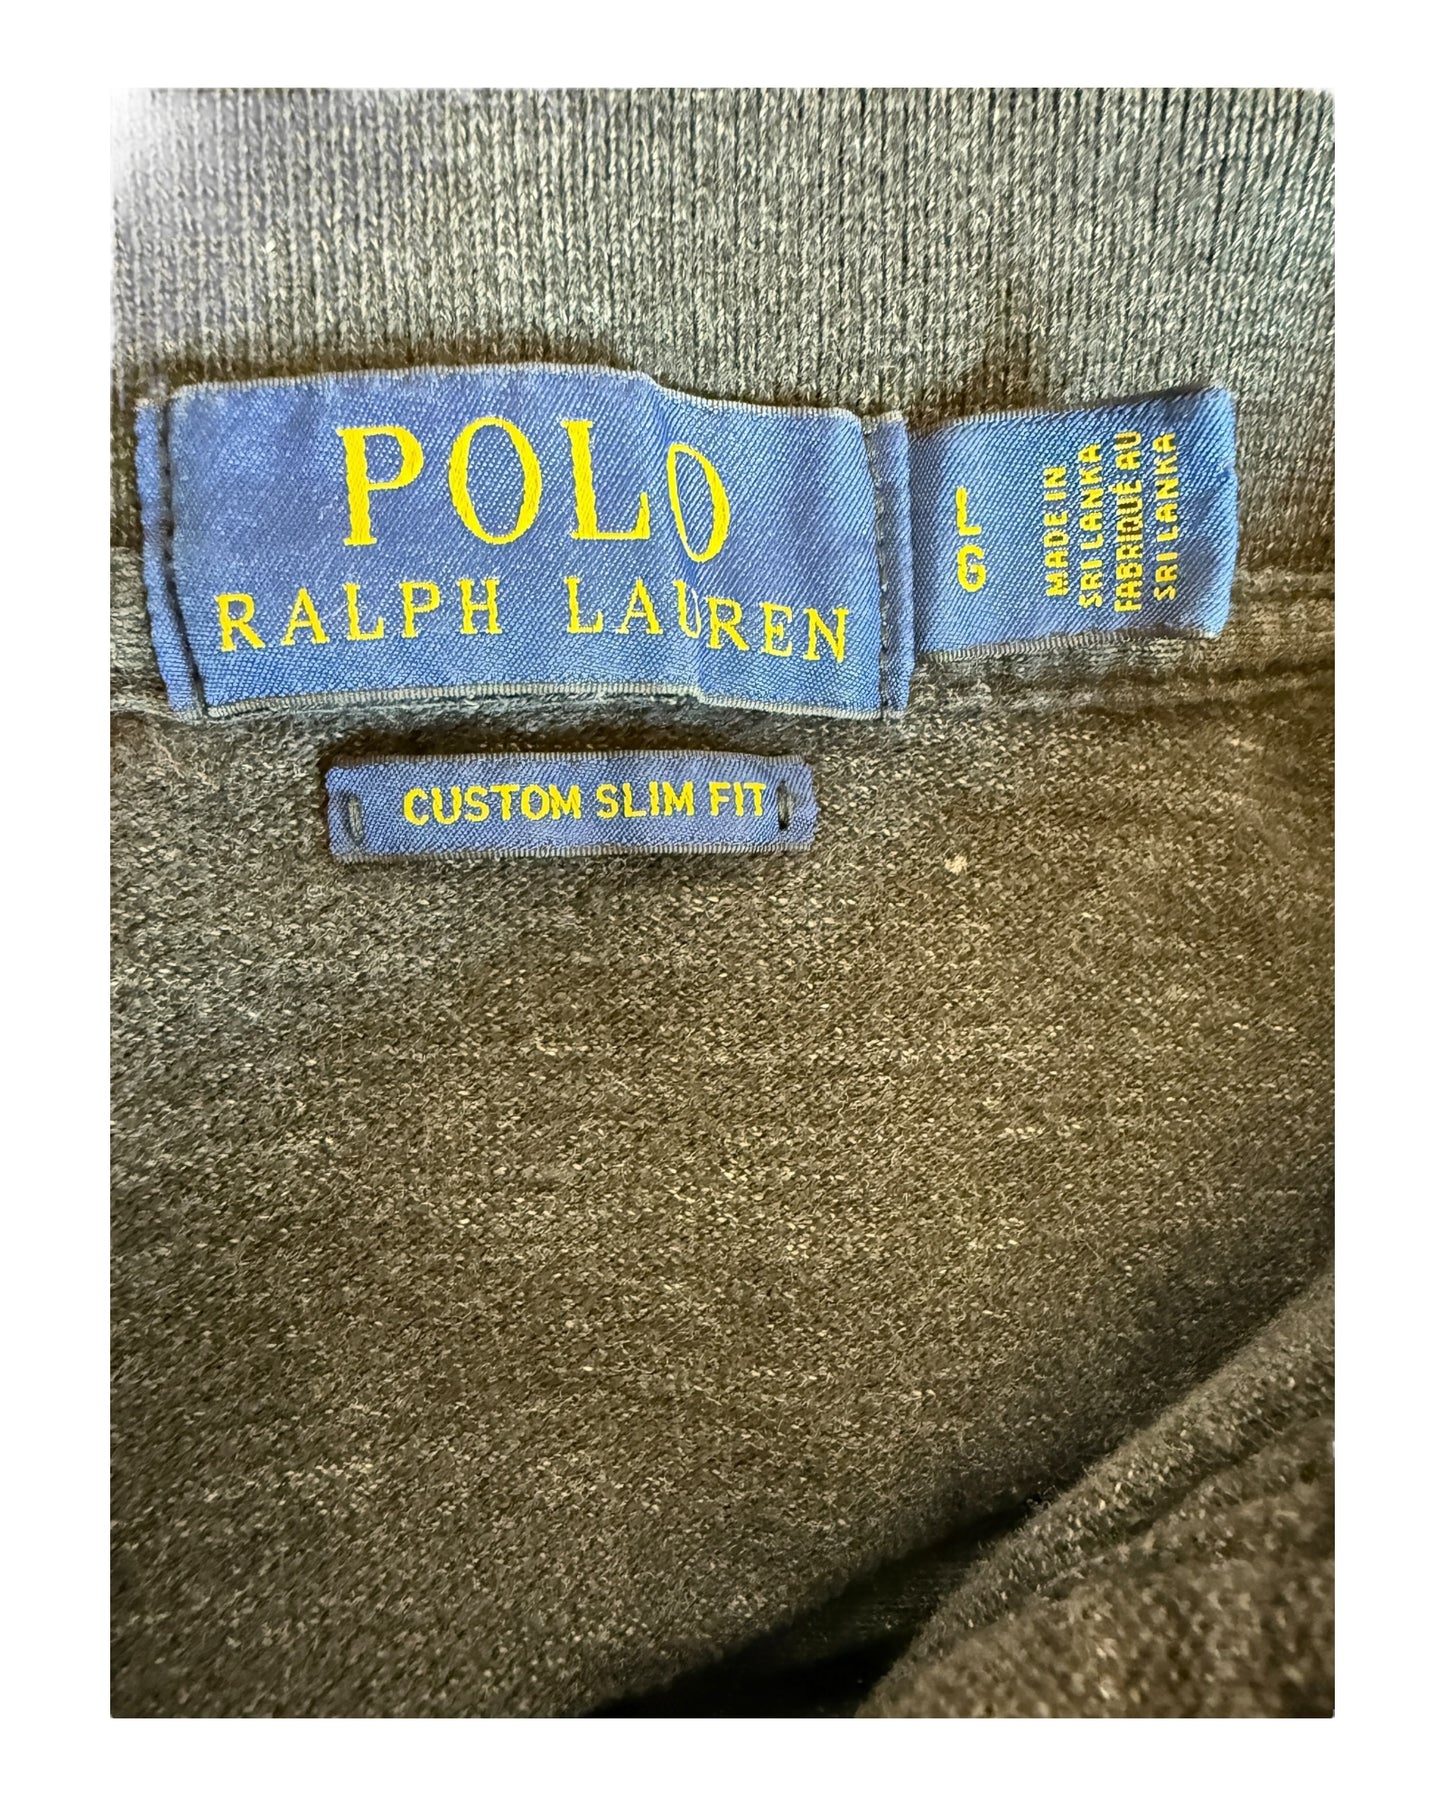 POLO
RALPH LAUREN
L
G
MADE IN
SRI LANKA
FABRIQUÉ AU
SRI LANKA
CUSTOM SLIM FIT